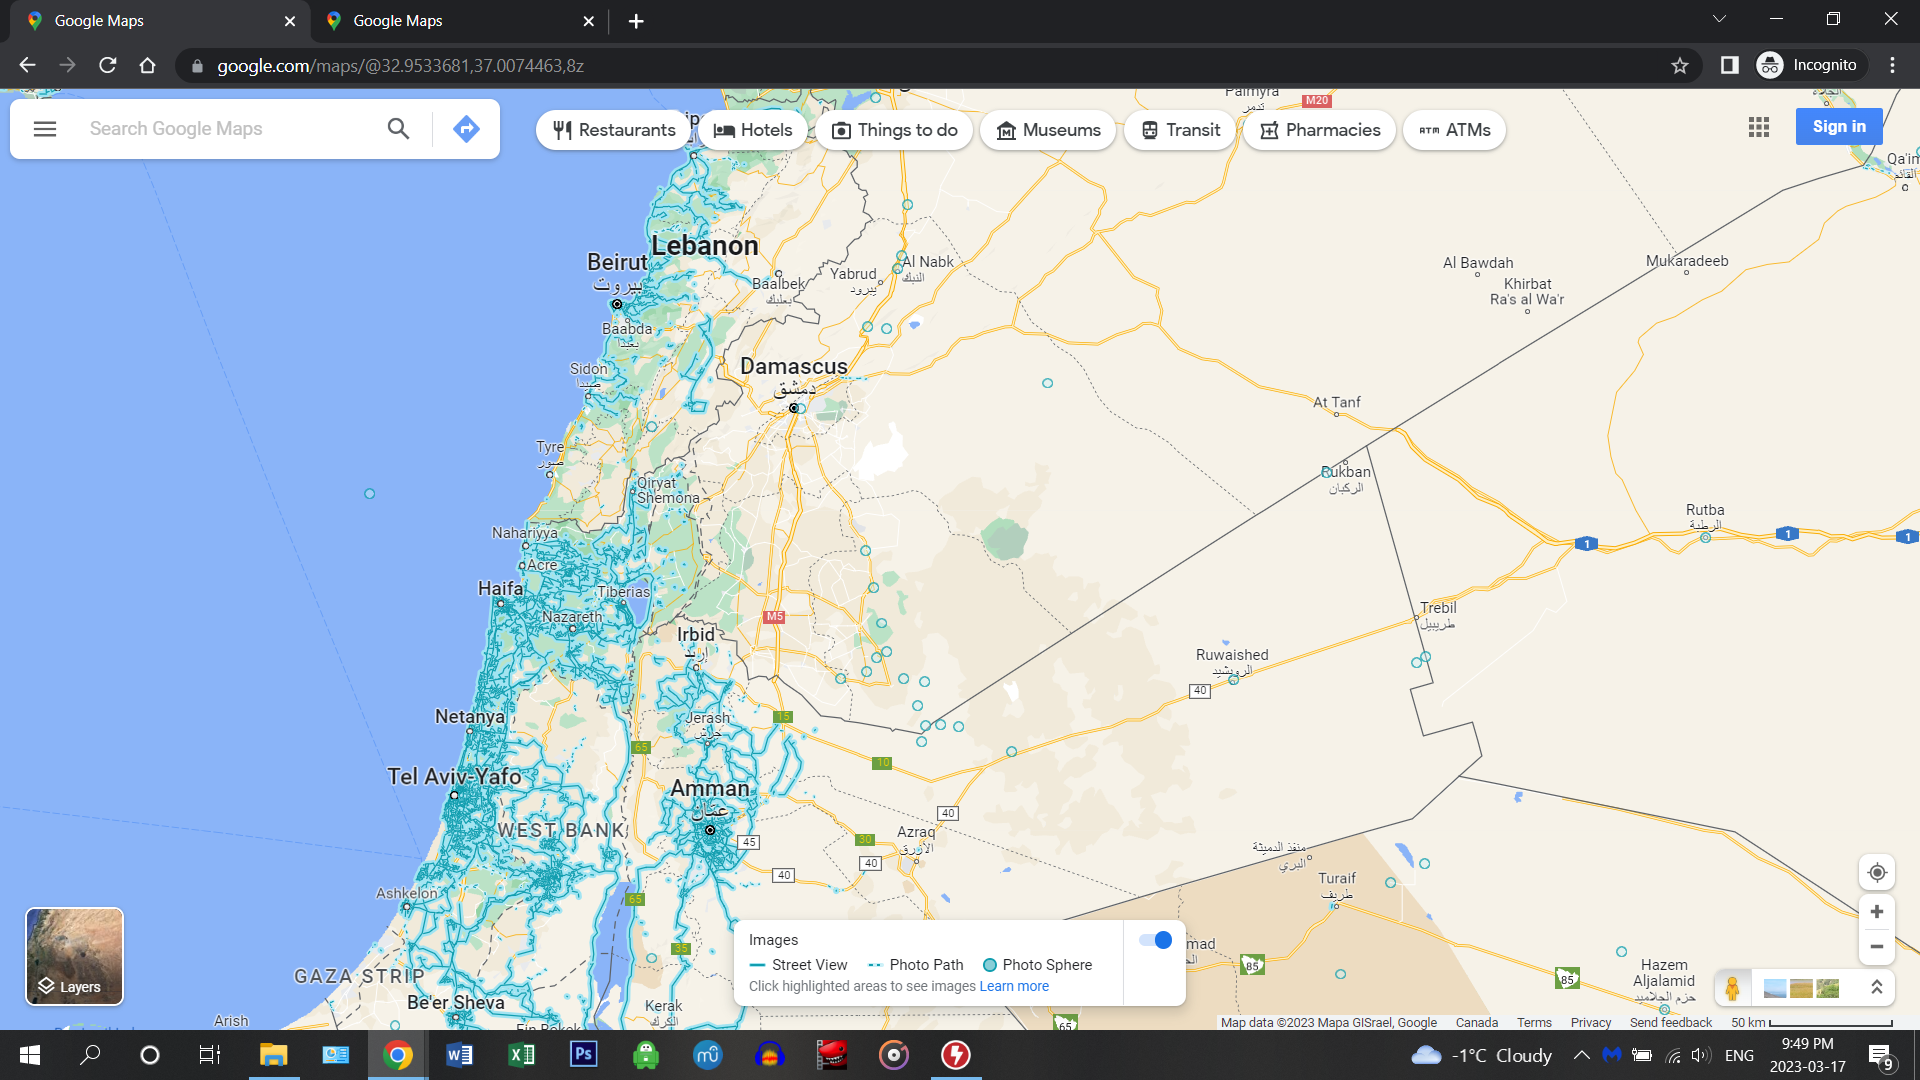 Google Maps
Google Maps
google.com/maps/@32.9533681,37.0074463,8z
Incognito
Search Google Maps
Restaurants
Hotels
Things to do
Museums
Transit
Pharmacies
ATM ATMs
Sign in
Palmyra
تدمر
M20
Qa'im
القائم
Lebanon
Beirut
بيروت
Baabda
بعبدا
Baalbek
بعلبك
Yabrud
يبرود
Al Nabk
النبك
Al Bawdah
Khirbat
Ra's al Wa'r
Mukaradeeb
Sidon
صيدا
Damascus
دمشق
At Tanf
Tyre
صور
Qiryat
Shemona
Rukban
الركبان
Rutba
الرطبة
1
1
1
Nahariyya
Acre
Haifa
Tiberias
Nazareth
M5
Irbid
إربد
Trebil
طريبيل
Ruwaished
الرويشيد
40
Netanya
Jerash
جرش
15
65
10
Tel Aviv-Yafo
Amman
عمّان
WEST BANK
45
40
30
40
40
Azraq
الأزرق
منفذ الدميثة
البري
Turaif
طريف
Ashkelon
65
35
GAZA STRIP
Be'er Sheva
Arish
Ein Bokek
Kerak
الكرك
Layers
Images
Street View
Photo Path
Photo Sphere
Click highlighted areas to see images Learn more
85
85
65
Hazem
Aljalamid
حزم الجلاميد
Map data ©2023 Mapa GISrael, Google
Canada
Terms
Privacy
Send feedback
50 km
-1°C Cloudy
ENG
9:49 PM
2023-03-17
9